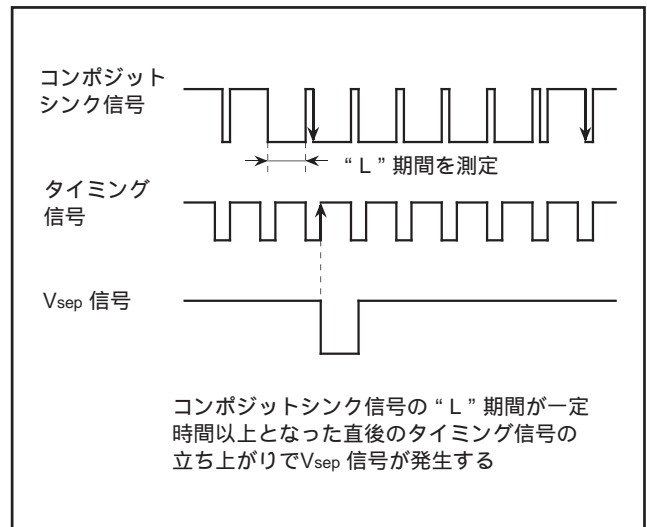 コンポジット
シンク信号
“ L ” 期間を測定
タイミング
信号
Vsep 信号
コンポジットシンク信号の “ L ” 期間が一定
時間以上となった直後のタイミング信号の
立ち上がりでVsep 信号が発生する